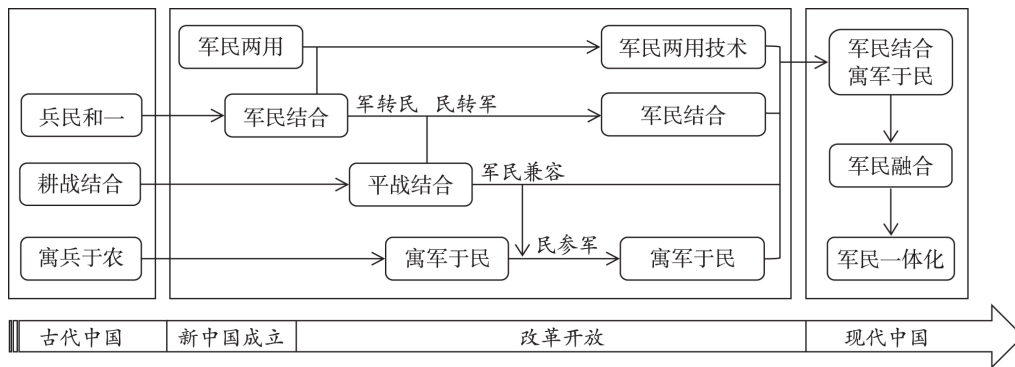 军民两用
军民两用技术
军民结合
寓军于民
兵民和一
军民结合
军转民 民转军
军民结合
耕战结合
平战结合
军民兼容
军民融合
寓兵于农
寓军于民
民参军
寓军于民
军民一体化
古代中国
新中国成立
改革开放
现代中国